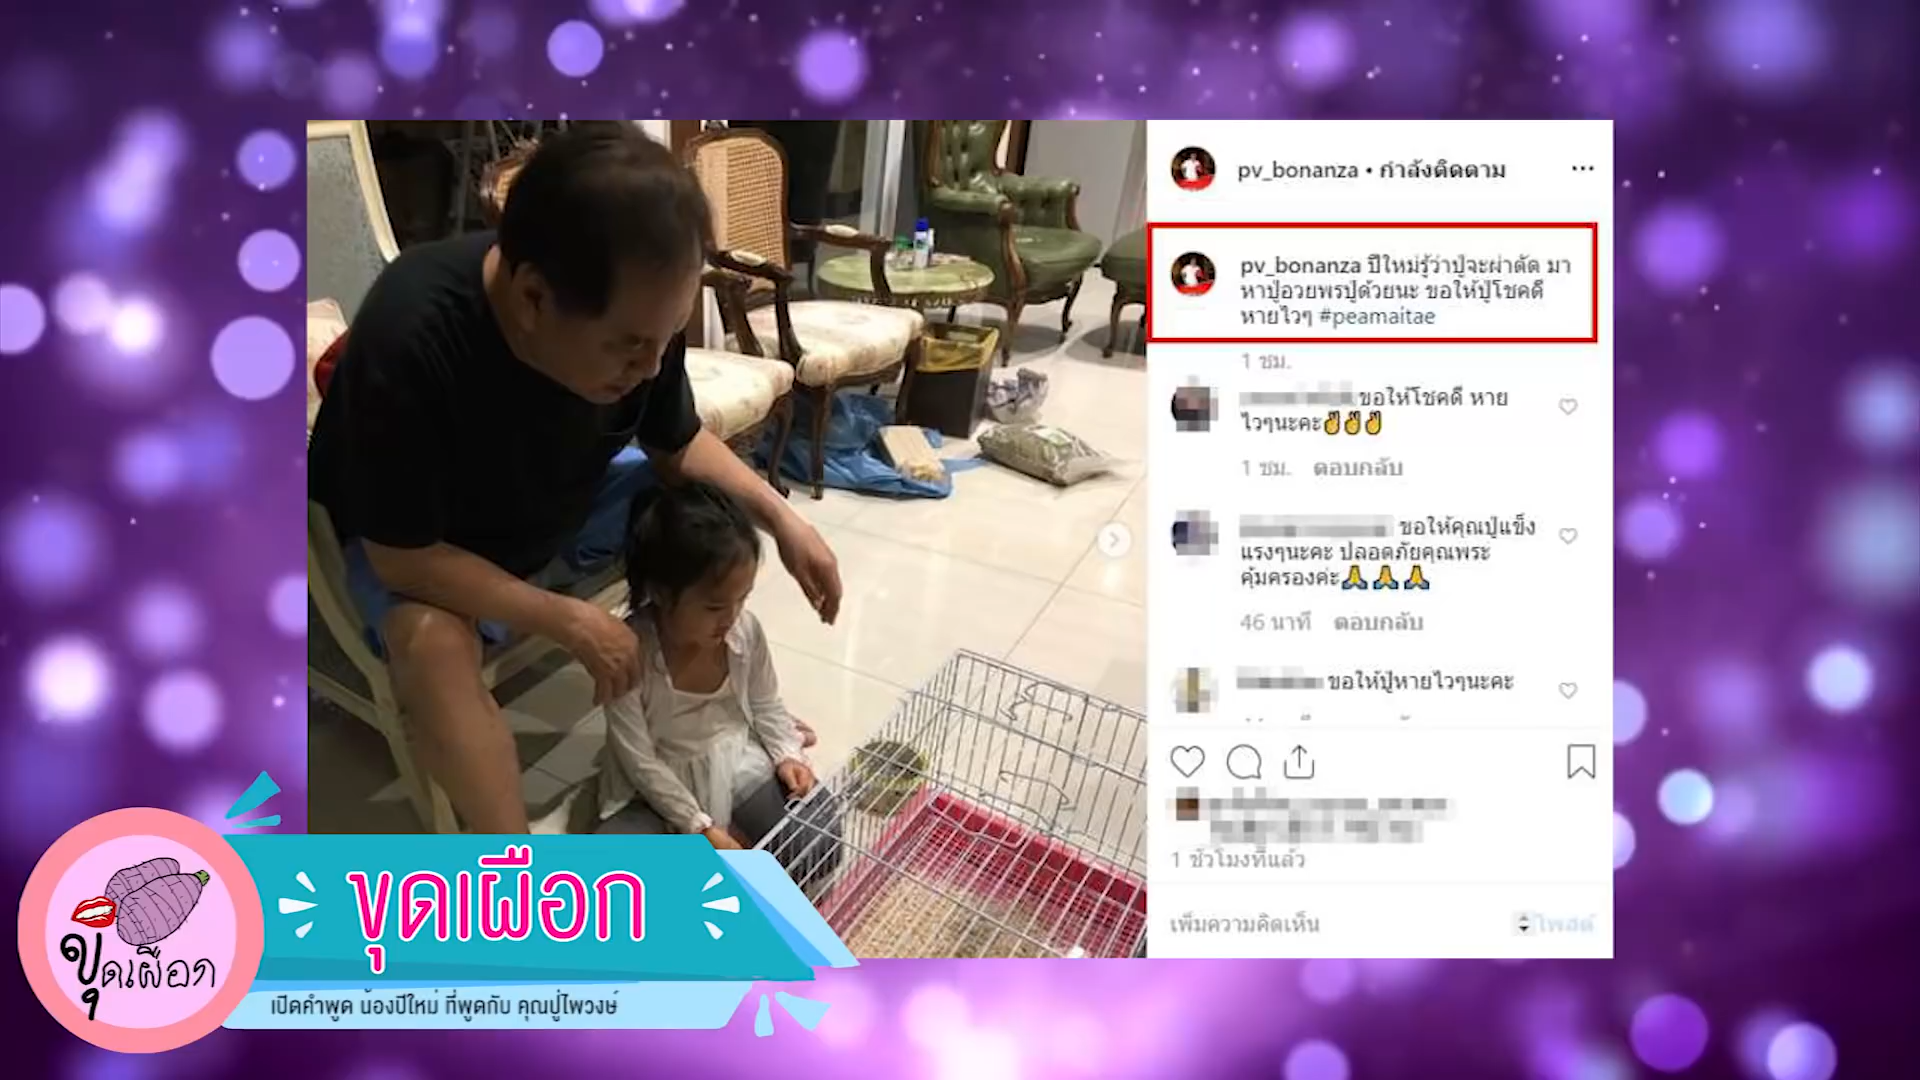 pv_bonanza • กำลังติดตาม
pv_bonanza ปีใหม่รู้ว่าปู่จะผ่าตัด มา
หาปู่อวยพรปู่ด้วยนะ ขอให้ปู่โชคดี
หายไวๆ #peamaitae
1 ชม.
ขอให้โชคดี หาย
ไวๆนะคะ✌✌✌
1 ชม. ตอบกลับ
ขอให้คุณปู่แข็ง
แรงๆนะคะ ปลอดภัยคุณพระ
คุ้มครองค่ะ🙏🙏🙏
46 นาที ตอบกลับ
ขอให้ปู่หายไวๆนะคะ
1 ชั่วโมงที่แล้ว
เพิ่มความคิดเห็น
โพสต์
ขุดเผือก
ขุดเผือก
เปิดคำพูด น้องปีใหม่ ที่พูดกับ คุณปู่ไพวงษ์